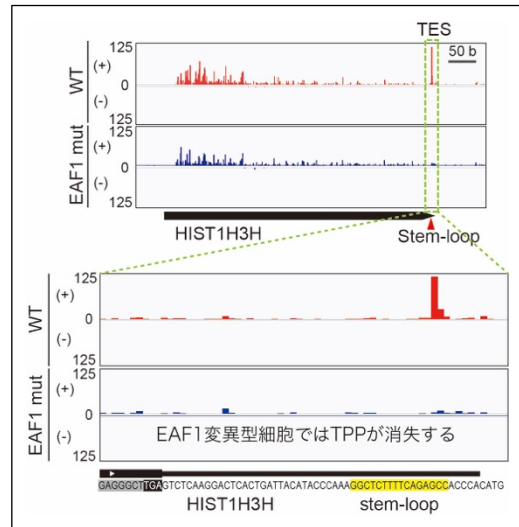 TES
125
50 b
WT
(+)
0
(-)
125
125
EAF1 mut
(+)
0
(-)
125
HIST1H3H
Stem-loop
125
WT
(+)
0
(-)
125
125
EAF1 mut
(+)
0
(-)
125
EAF1変異型細胞ではTPPが消失する
GAGGGCTTGAGTCTCAAGGACTCACTGATTACATACCCAAAGGCTCTTTTCAGAGCCACCCACATG
HIST1H3H
stem-loop